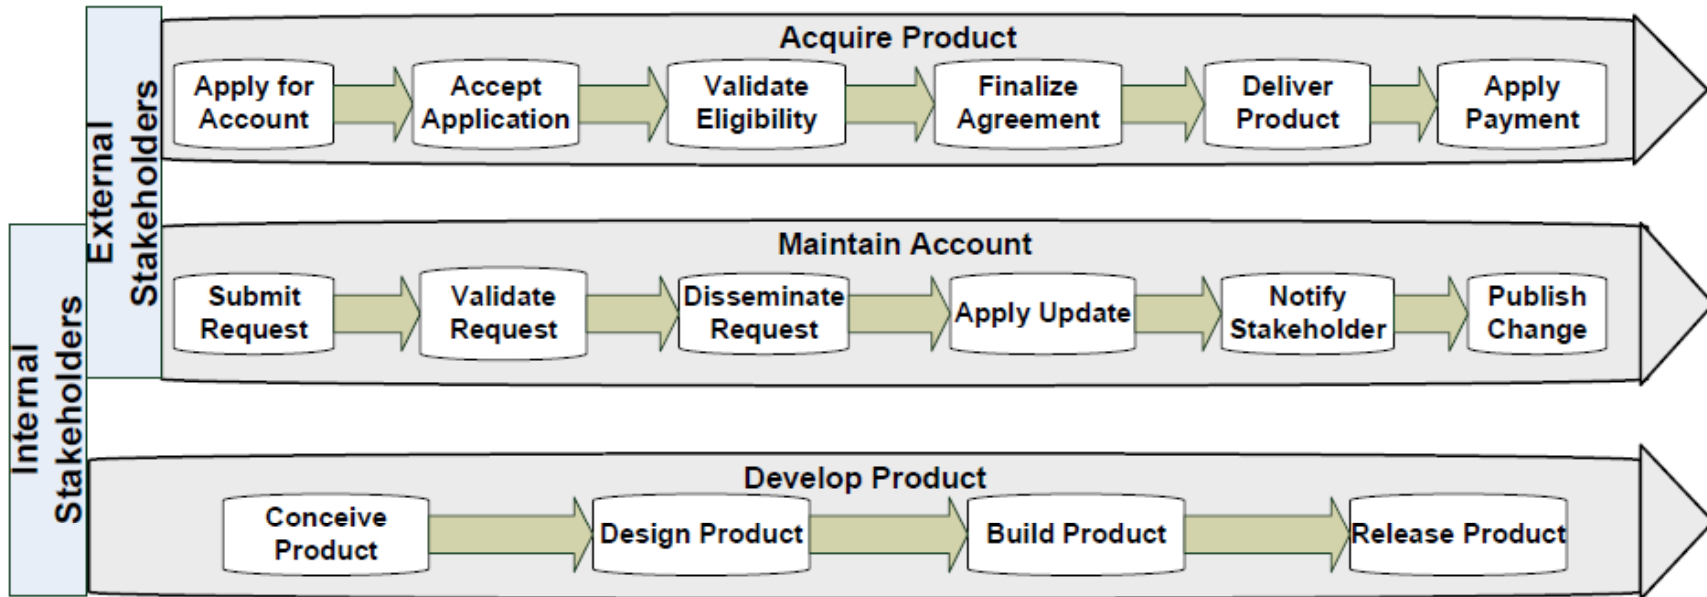 External
Stakeholders
Internal
Stakeholders
Acquire Product
Apply for
Account
Accept
Application
Validate
Eligibility
Finalize
Agreement
Deliver
Product
Apply
Payment
Maintain Account
Submit
Request
Validate
Request
Disseminate
Request
Apply Update
Notify
Stakeholder
Publish
Change
Develop Product
Conceive
Product
Design Product
Build Product
Release Product